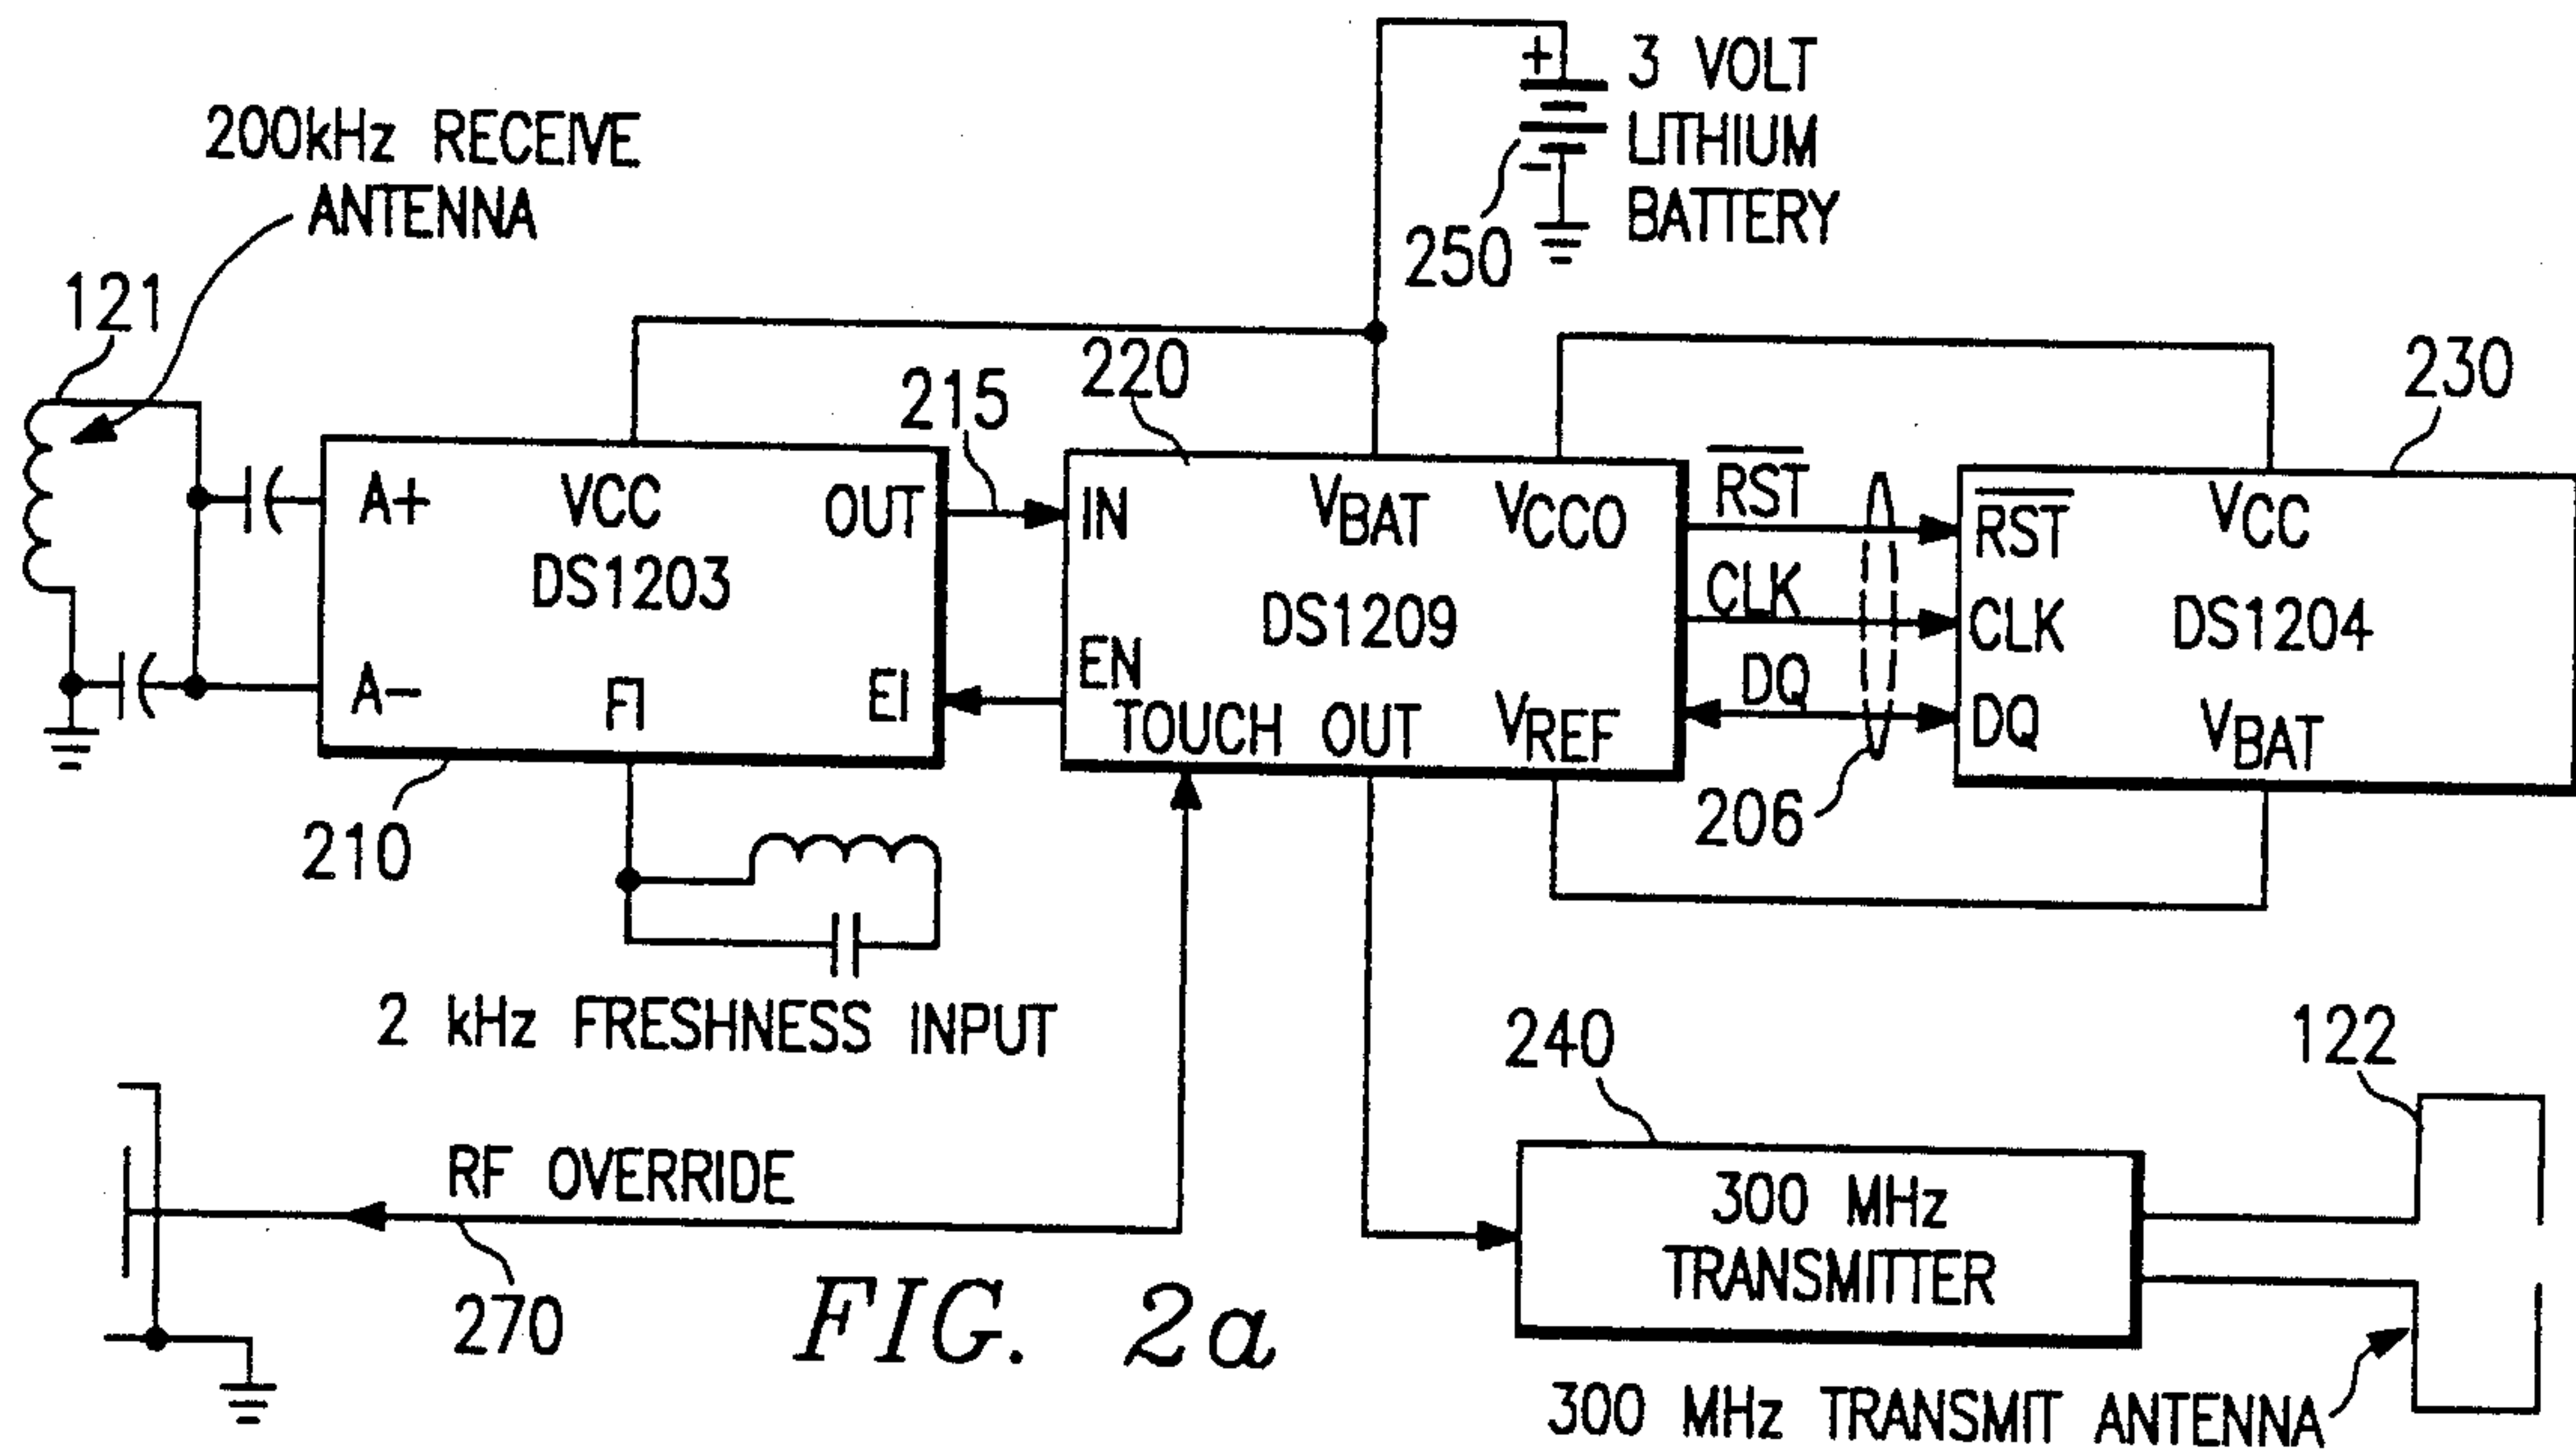 200kHz RECEIVE
ANTENNA
121
+
3 VOLT
LITHIUM
BATTERY
-
250
215
220
230
A+
VCC
OUT
DS1203
A-
FI
EI
210
IN
VBAT
VCCO
DS1209
EN
TOUCH OUT
VREF
RST
CLK
DQ
206
RST
VCC
CLK
DS1204
DQ
VBAT
2 kHz FRESHNESS INPUT
RF OVERRIDE
270
240
300 MHz
TRANSMITTER
122
300 MHz TRANSMIT ANTENNA
FIG. 2a